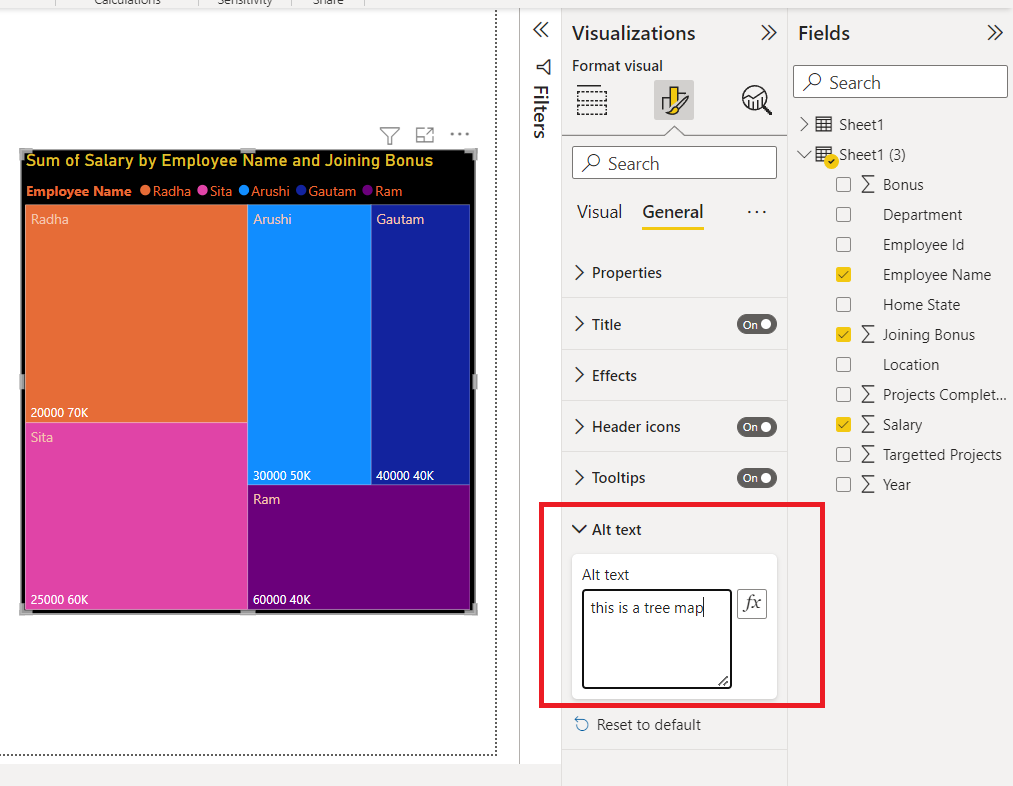 Calculations
Sensitivity
Share
Sum of Salary by Employee Name and Joining Bonus
Employee Name Radha Sita Arushi Gautam Ram
Radha
20000 70K
Sita
25000 60K
Arushi
30000 50K
Gautam
40000 40K
Ram
60000 40K
Filters
Visualizations
Format visual
Search
Visual General ...
Properties
Title On
Effects
Header icons On
Tooltips On
Alt text
Alt text
this is a tree map
fx
Reset to default
Fields
Search
Sheet1
Sheet1 (3)
Bonus
Department
Employee Id
Employee Name
Home State
Joining Bonus
Location
Projects Complet...
Salary
Targetted Projects
Year